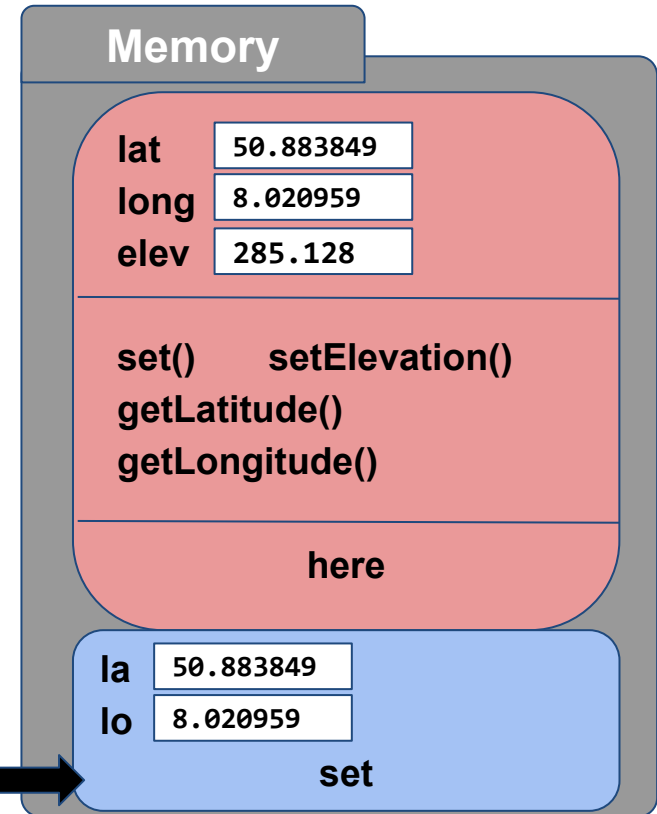 Memory
lat 50.883849
long 8.020959
elev 285.128
set() setElevation()
getLatitude()
getLongitude()
here
la 50.883849
lo 8.020959
set